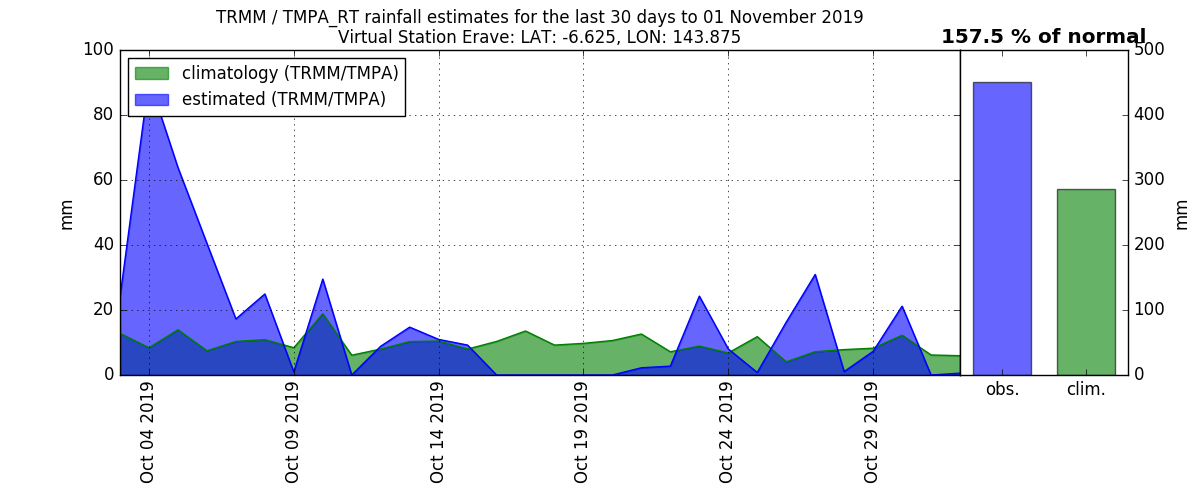 TRMM / TMPA_RT rainfall estimates for the last 30 days to 01 November 2019
Virtual Station Erave: LAT: -6.625, LON: 143.875
157.5 % of normal
climatology (TRMM/TMPA)
estimated (TRMM/TMPA)
100
80
60
40
20
0
mm
Oct 04 2019
Oct 09 2019
Oct 14 2019
Oct 19 2019
Oct 24 2019
Oct 29 2019
500
400
300
200
100
0
mm
obs.
clim.